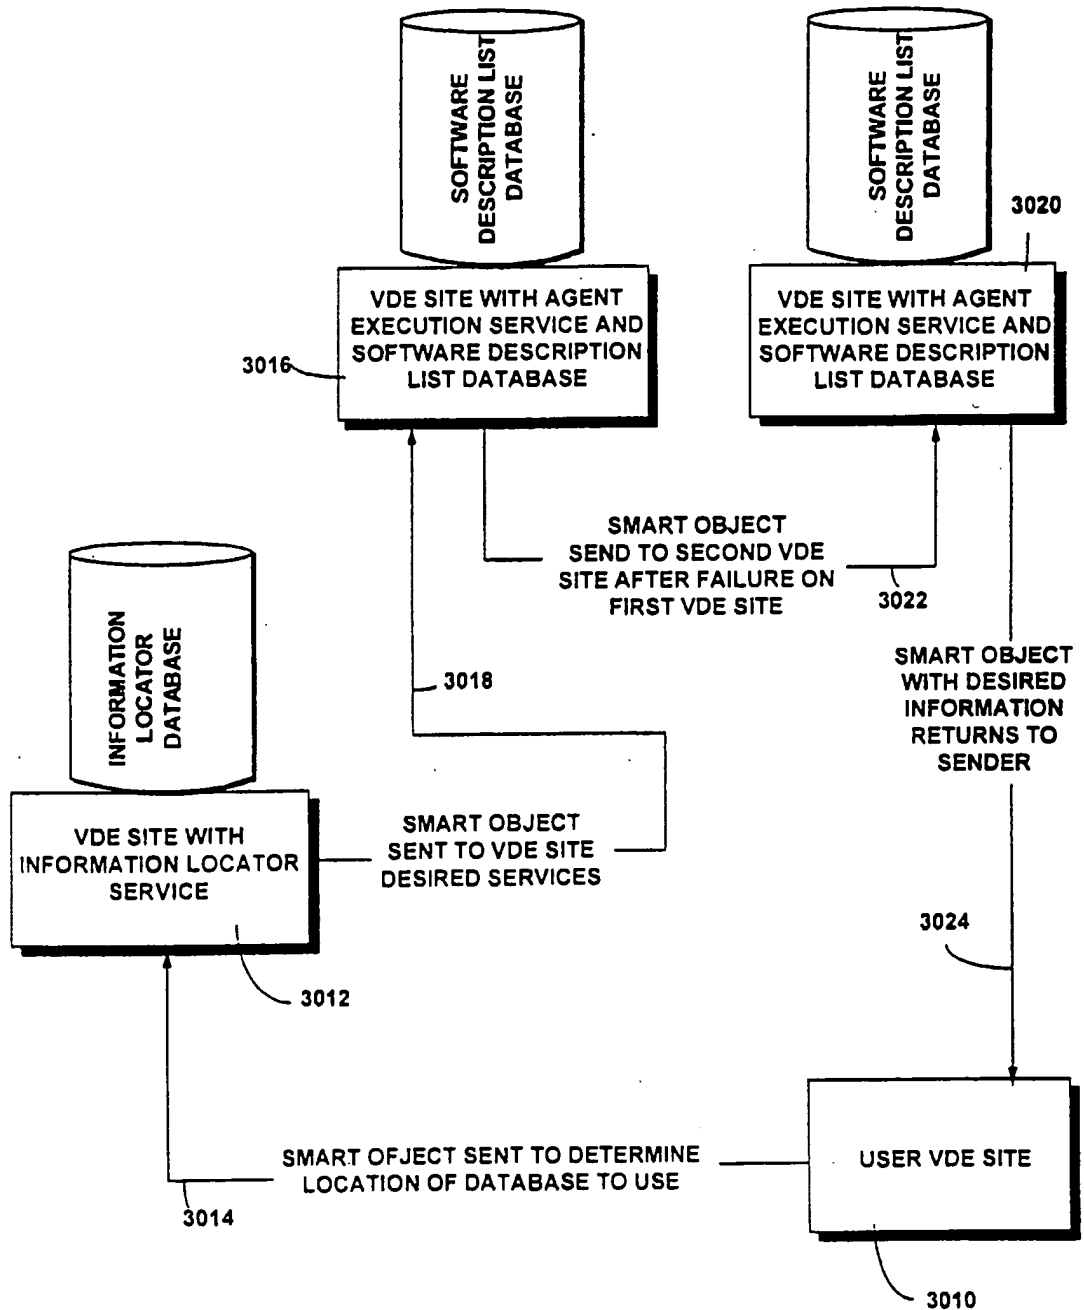 SOFTWARE
DESCRIPTION LIST
DATABASE
SOFTWARE
DESCRIPTION LIST
DATABASE
3020
VDE SITE WITH AGENT
EXECUTION SERVICE AND
SOFTWARE DESCRIPTION
LIST DATABASE
VDE SITE WITH AGENT
EXECUTION SERVICE AND
SOFTWARE DESCRIPTION
LIST DATABASE
3016
SMART OBJECT
SEND TO SECOND VDE
SITE AFTER FAILURE ON
FIRST VDE SITE
3022
INFORMATION
LOCATOR
DATABASE
3018
SMART OBJECT
WITH DESIRED
INFORMATION
RETURNS TO
SENDER
VDE SITE WITH
INFORMATION LOCATOR
SERVICE
SMART OBJECT
SENT TO VDE SITE
DESIRED SERVICES
3024
3012
SMART OFJECT SENT TO DETERMINE
LOCATION OF DATABASE TO USE
USER VDE SITE
3014
3010